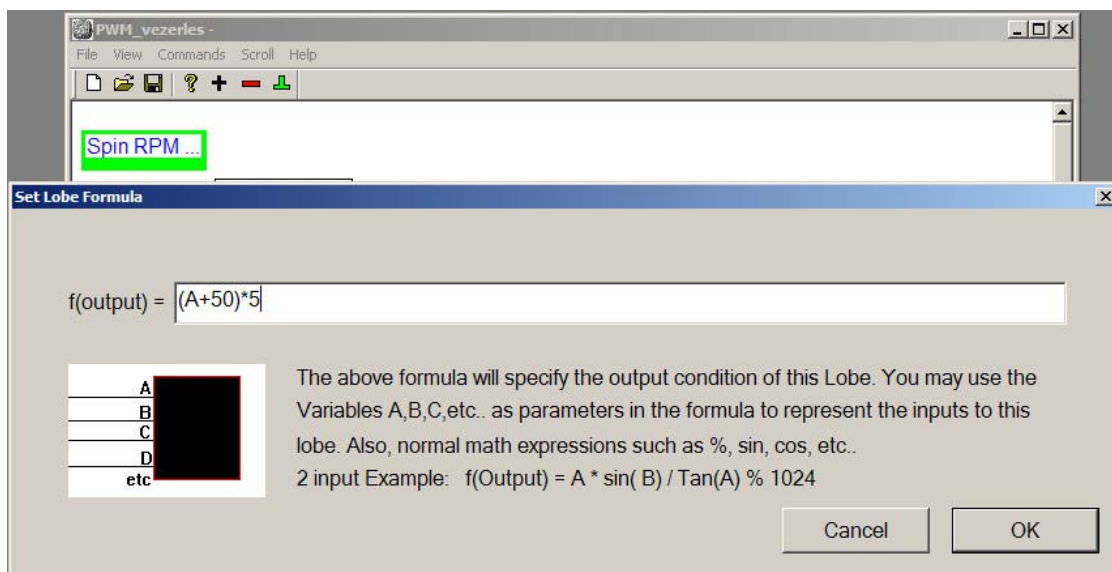 PWM_vezerles -
File View Commands Scroll Help
Spin RPM ...
Set Lobe Formula
f(output) = (A+50)*5
A
B
C
D
etc
The above formula will specify the output condition of this Lobe. You may use the
Variables A,B,C,etc.. as parameters in the formula to represent the inputs to this
lobe. Also, normal math expressions such as %, sin, cos, etc..
2 input Example: f(Output) = A * sin( B) / Tan(A) % 1024
Cancel OK